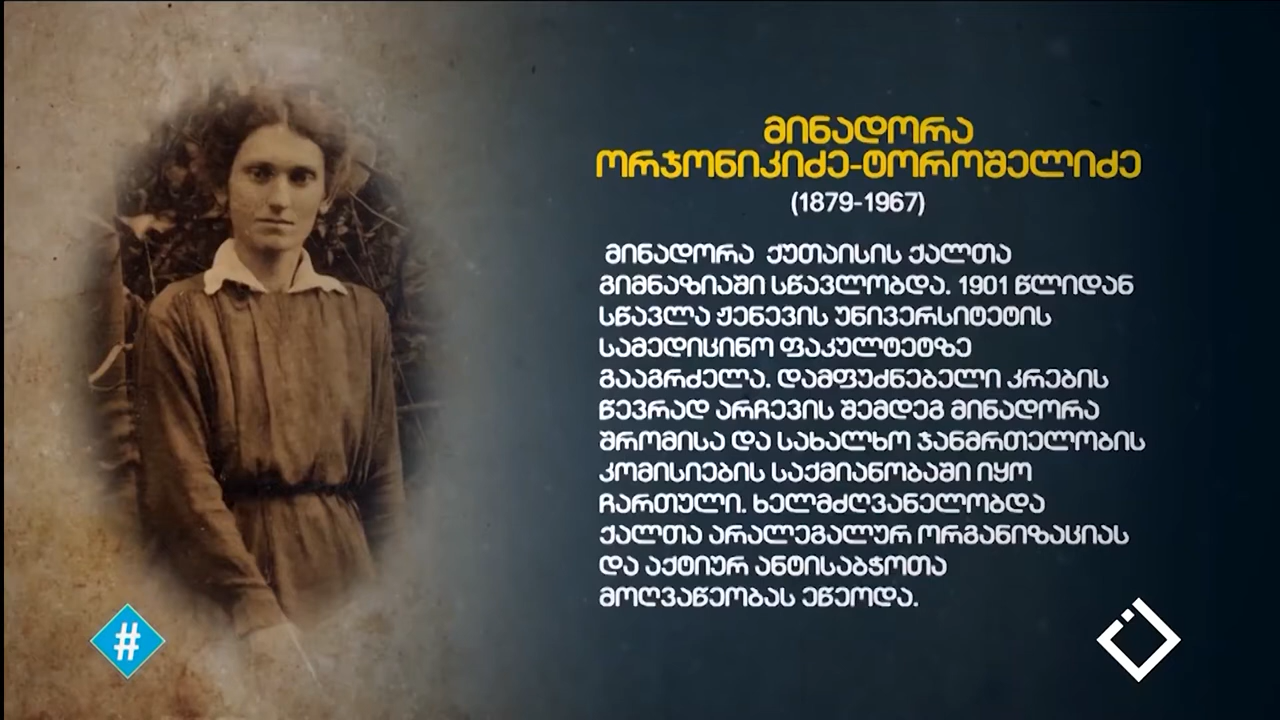 მინადორა
ორჯონიკიძე-ტოროშელიძე
(1879-1967)
მინადორა ქუთაისის ქალთა
გიმნაზიაში სწავლობდა. 1901 წლიდან
სწავლა ჟენევის უნივერსიტეტის
სამედიცინო ფაკულტეტზე
გააგრძელა. დამფუძნებელი კრების
წევრად არჩევის შემდეგ მინადორა
შრომისა და სახალხო ჯანმრთელობის
კომისიების საქმიანობაში იყო
ჩართული. ხელმძღვანელობდა
ქალთა არალეგალურ ორგანიზაციას
და აქტიურ ანტისაბჭოთა
მოღვაწეობას ეწეოდა.
#